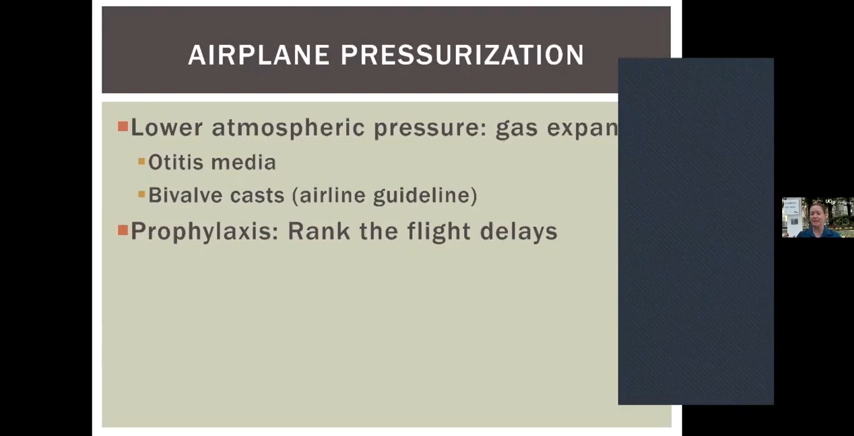 AIRPLANE PRESSURIZATION
Lower atmospheric pressure: gas expan
Otitis media
Bivalve casts (airline guideline)
Prophylaxis: Rank the flight delays